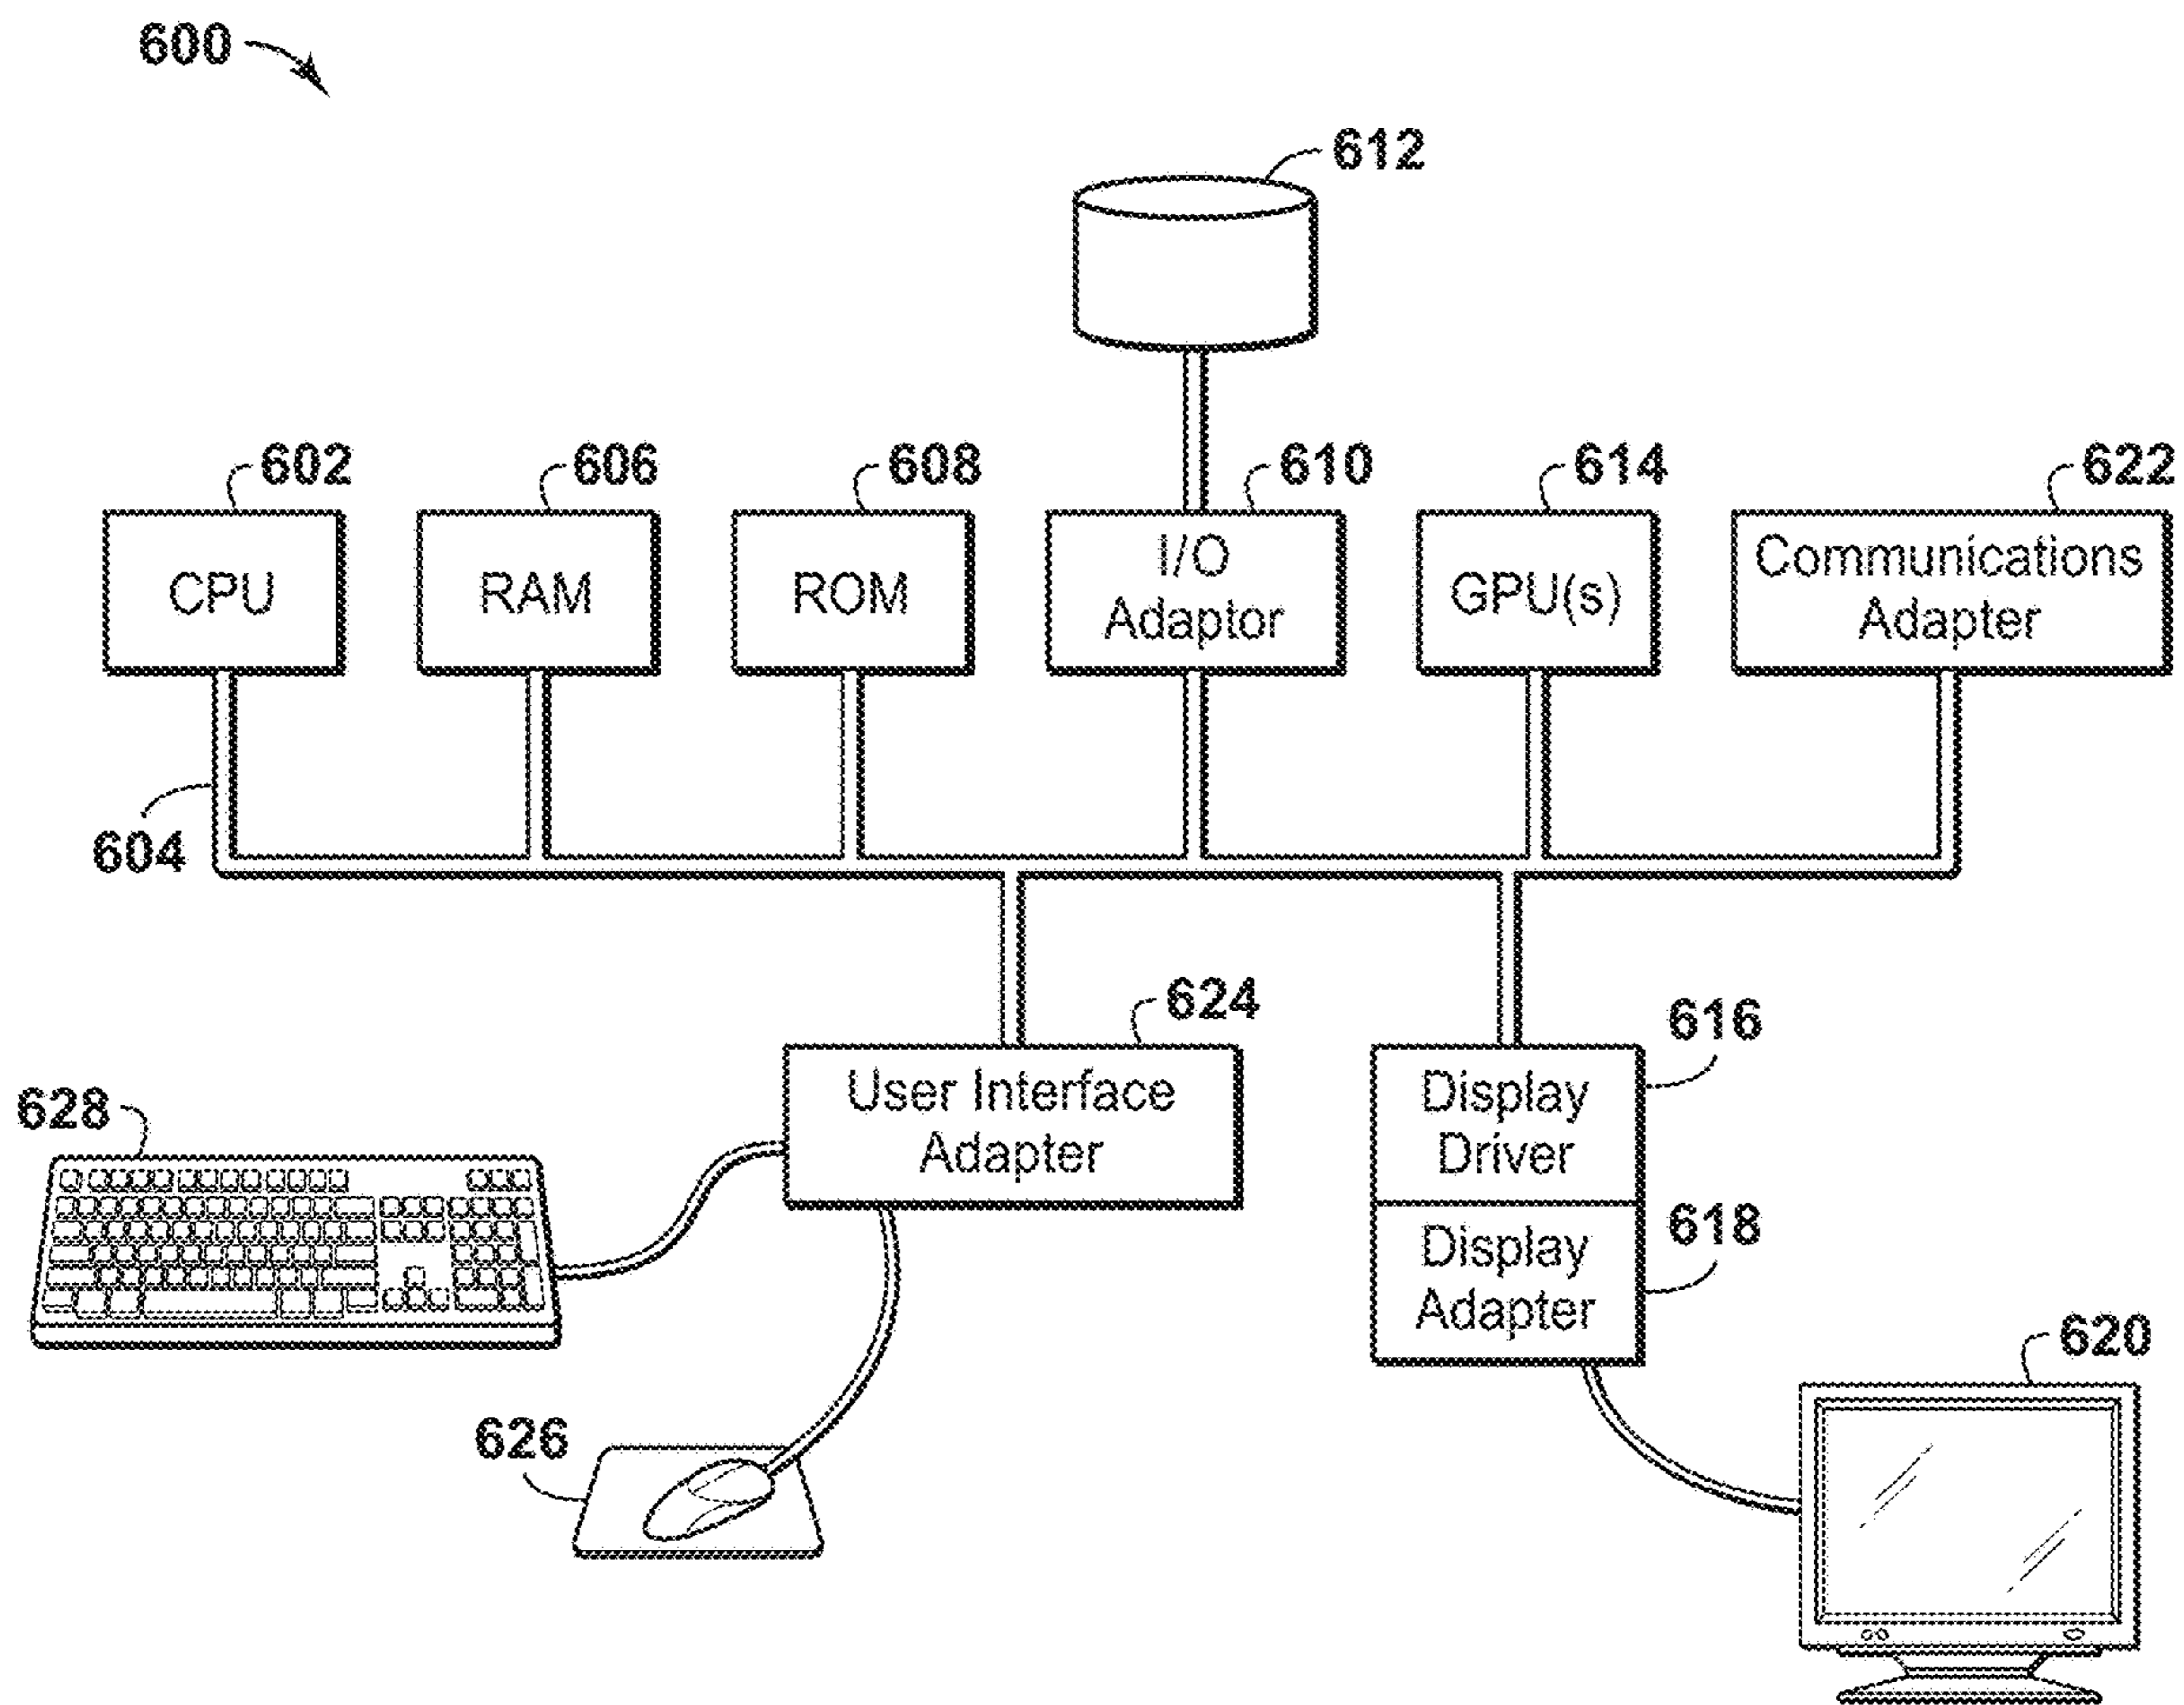 600
612
602
606
608
610
614
622
CPU
RAM
ROM
I/O
Adaptor
GPU(s)
Communications
Adapter
604
624
616
User Interface
Adapter
Display
Driver
628
618
Display
Adapter
620
626